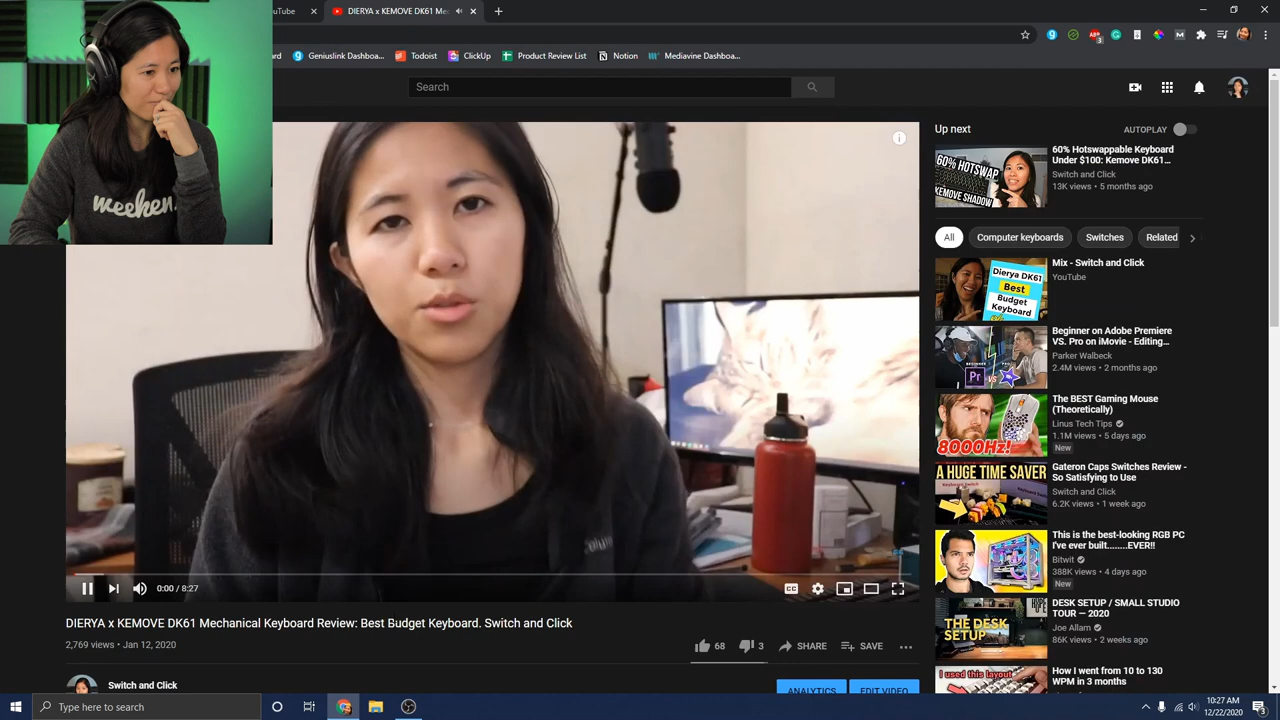 uTube
DIERYA x KEMOVE DK61 Me
rd
Geniuslink Dashboa...
Todoist
ClickUp
Product Review List
Notion
Mediavine Dashboa...
3
weeken
Search
Up next
AUTOPLAY
60% HOTSWAP
KEMOVE SHADOW
60% Hotswappable Keyboard
Under $100: Kemove DK61...
Switch and Click
13K views • 5 months ago
All
Computer keyboards
Switches
Related
Dierya DK61
Best
Budget
Keyboard
Mix - Switch and Click
YouTube
BEGINNER
Pr
VS
Beginner on Adobe Premiere
VS. Pro on iMovie - Editing...
Parker Walbeck
2.4M views • 2 months ago
8000Hz!
The BEST Gaming Mouse
(Theoretically)
Linus Tech Tips
1.1M views • 5 days ago
New
A HUGE TIME SAVER
Gateron Caps Switches Review -
So Satisfying to Use
Switch and Click
6.2K views • 1 week ago
This is the best-looking RGB PC
I've ever built........EVER!!
Bitwit
388K views • 4 days ago
New
THE DESK
SETUP
DESK SETUP / SMALL STUDIO
TOUR — 2020
Joe Allam
86K views • 2 weeks ago
I used this layout
How I went from 10 to 130
WPM in 3 months
0:00 / 8:27
CC
DIERYA x KEMOVE DK61 Mechanical Keyboard Review: Best Budget Keyboard. Switch and Click
2,769 views • Jan 12, 2020
68
3
SHARE
SAVE
Switch and Click
ANALYTICS
EDIT VIDEO
Type here to search
10:27 AM
12/22/2020
3